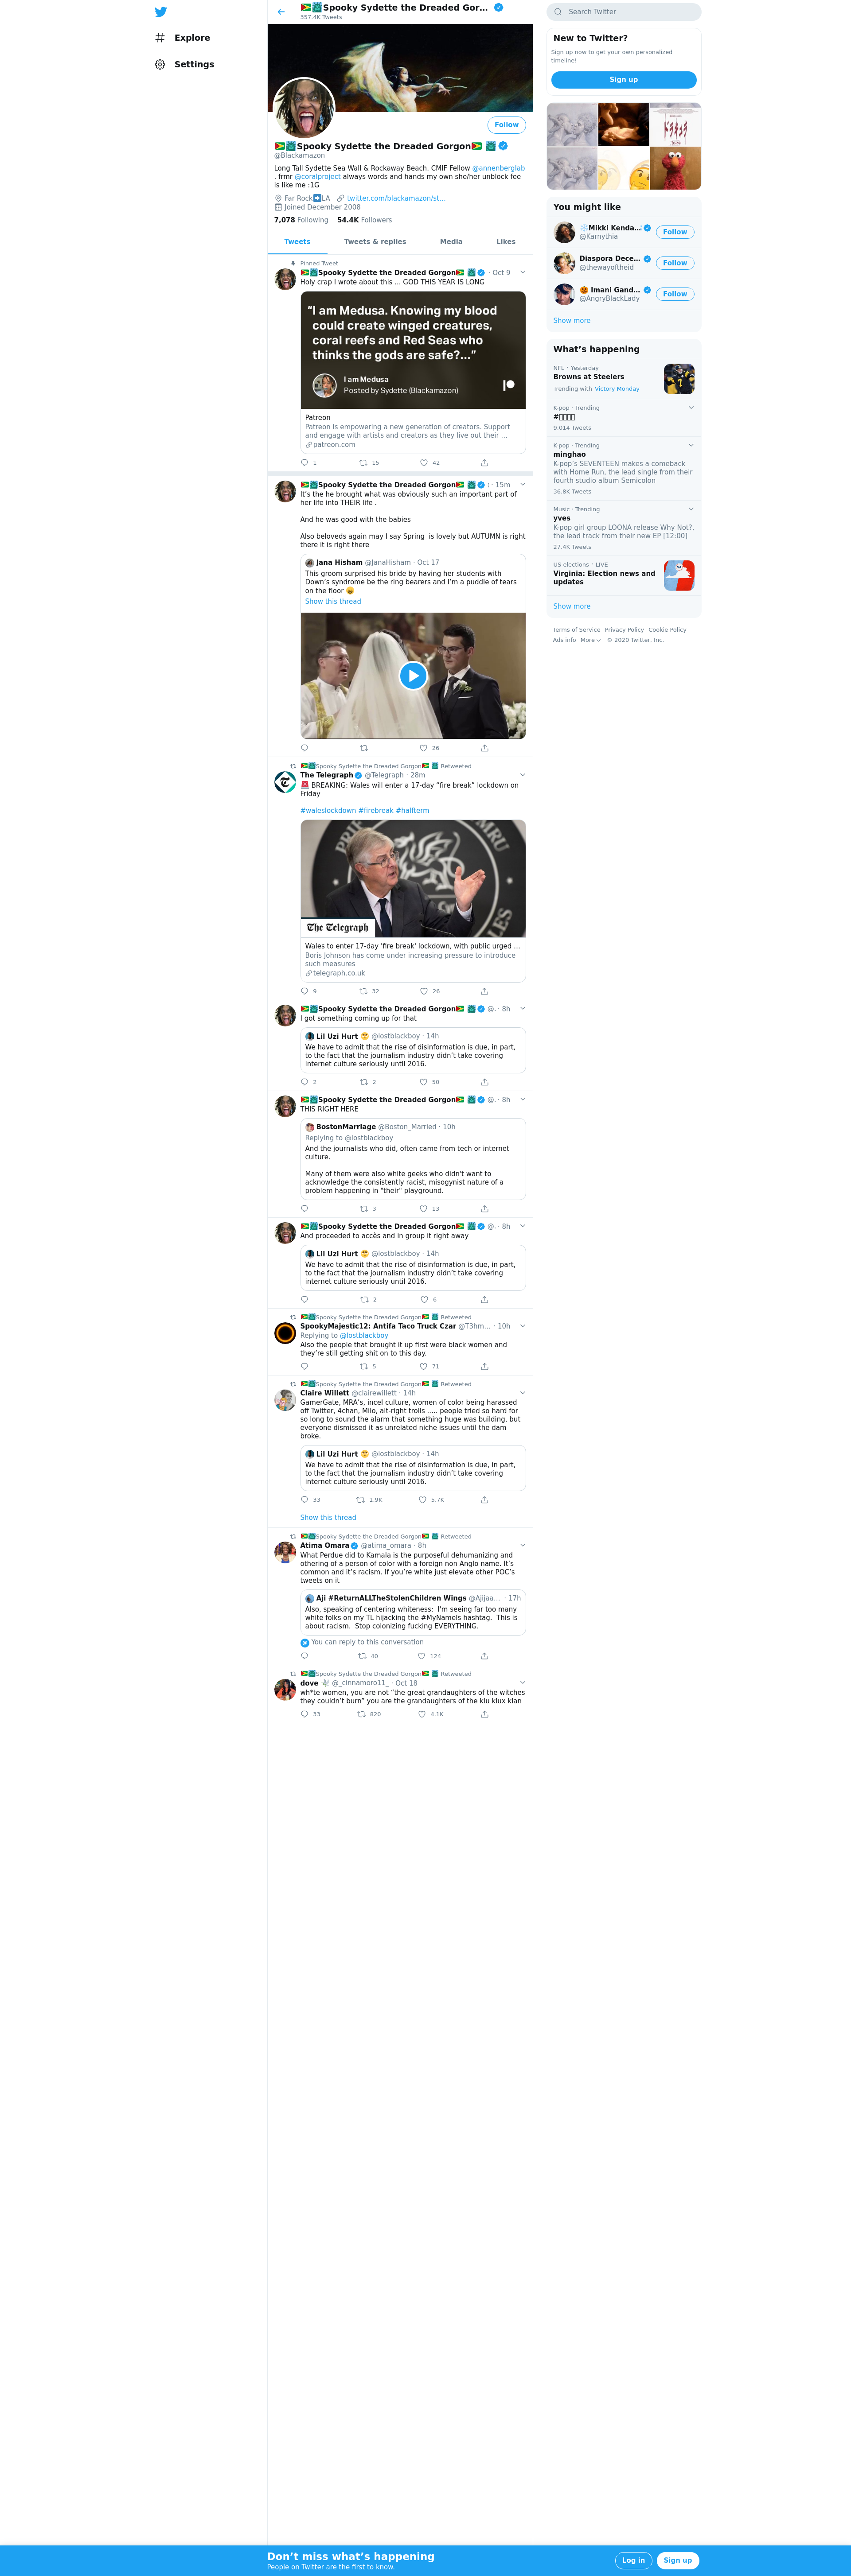 Explore
Settings
Spooky Sydette the Dreaded Gor...
357.4K Tweets
Follow
Spooky Sydette the Dreaded Gorgon
@Blackamazon
Long Tall Sydette Sea Wall & Rockaway Beach. CMIF Fellow @annenberglab
. frmr @coralproject always words and hands my own she/her unblock fee
is like me :1G
Far Rock➡LA twitter.com/blackamazon/st...
Joined December 2008
7,078 Following 54.4K Followers
Tweets Tweets & replies Media Likes
Pinned Tweet
Spooky Sydette the Dreaded Gorgon · Oct 9
Holy crap I wrote about this ... GOD THIS YEAR IS LONG
“I am Medusa. Knowing my blood
could create winged creatures,
coral reefs and Red Seas who
thinks the gods are safe?...”
I am Medusa
Posted by Sydette (Blackamazon)
Patreon
Patreon is empowering a new generation of creators. Support
and engage with artists and creators as they live out their ...
patreon.com
1 15 42
Spooky Sydette the Dreaded Gorgon · 15m
It’s the he brought what was obviously such an important part of
her life into THEIR life .
And he was good with the babies
Also beloveds again may I say Spring is lovely but AUTUMN is right
there it is right there
Jana Hisham @JanaHisham · Oct 17
This groom surprised his bride by having her students with
Down’s syndrome be the ring bearers and I’m a puddle of tears
on the floor 😭
Show this thread
26
Spooky Sydette the Dreaded Gorgon Retweeted
The Telegraph @Telegraph · 28m
🚨 BREAKING: Wales will enter a 17-day “fire break” lockdown on
Friday
#waleslockdown #firebreak #halfterm
The Telegraph
Wales to enter 17-day 'fire break' lockdown, with public urged ...
Boris Johnson has come under increasing pressure to introduce
such measures
telegraph.co.uk
9 32 26
Spooky Sydette the Dreaded Gorgon @. · 8h
I got something coming up for that
Lil Uzi Hurt @lostblackboy · 14h
We have to admit that the rise of disinformation is due, in part,
to the fact that the journalism industry didn’t take covering
internet culture seriously until 2016.
2 2 50
Spooky Sydette the Dreaded Gorgon @. · 8h
THIS RIGHT HERE
BostonMarriage @Boston_Married · 10h
Replying to @lostblackboy
And the journalists who did, often came from tech or internet
culture.
Many of them were also white geeks who didn't want to
acknowledge the consistently racist, misogynist nature of a
problem happening in "their" playground.
3 13
Spooky Sydette the Dreaded Gorgon @. · 8h
And proceeded to accès and in group it right away
Lil Uzi Hurt @lostblackboy · 14h
We have to admit that the rise of disinformation is due, in part,
to the fact that the journalism industry didn’t take covering
internet culture seriously until 2016.
2 6
Spooky Sydette the Dreaded Gorgon Retweeted
SpookyMajestic12: Antifa Taco Truck Czar @T3hm... · 10h
Replying to @lostblackboy
Also the people that brought it up first were black women and
they’re still getting shit on to this day.
5 71
Spooky Sydette the Dreaded Gorgon Retweeted
Claire Willett @clairewillett · 14h
GamerGate, MRA’s, incel culture, women of color being harassed
off Twitter, 4chan, Milo, alt-right trolls ..... people tried so hard for
so long to sound the alarm that something huge was building, but
everyone dismissed it as unrelated niche issues until the dam
broke.
Lil Uzi Hurt @lostblackboy · 14h
We have to admit that the rise of disinformation is due, in part,
to the fact that the journalism industry didn’t take covering
internet culture seriously until 2016.
33 1.9K 5.7K
Show this thread
Spooky Sydette the Dreaded Gorgon Retweeted
Atima Omara @atima_omara · 8h
What Perdue did to Kamala is the purposeful dehumanizing and
othering of a person of color with a foreign non Anglo name. It’s
common and it’s racism. If you’re white just elevate other POC’s
tweets on it
Aji #ReturnALLTheStolenChildren Wings @Ajijaa... · 17h
Also, speaking of centering whiteness: I'm seeing far too many
white folks on my TL hijacking the #MyNameIs hashtag. This is
about racism. Stop colonizing fucking EVERYTHING.
You can reply to this conversation
40 124
Spooky Sydette the Dreaded Gorgon Retweeted
dove @_cinnamoro11_ · Oct 18
wh*te women, you are not “the great grandaughters of the witches
they couldn’t burn” you are the grandaughters of the klu klux klan
33 820 4.1K
Search Twitter
New to Twitter?
Sign up now to get your own personalized
timeline!
Sign up
You might like
Mikki Kenda...
@Karnythia
Follow
Diaspora Dece...
@thewayoftheid
Follow
Imani Gand...
@AngryBlackLady
Follow
Show more
What’s happening
NFL · Yesterday
Browns at Steelers
Trending with Victory Monday
K-pop · Trending
9,014 Tweets
K-pop · Trending
minghao
K-pop’s SEVENTEEN makes a comeback
with Home Run, the lead single from their
fourth studio album Semicolon
36.8K Tweets
Music · Trending
yves
K-pop girl group LOONA release Why Not?,
the lead track from their new EP [12:00]
27.4K Tweets
US elections · LIVE
Virginia: Election news and
updates
Show more
Terms of Service Privacy Policy Cookie Policy
Ads info More © 2020 Twitter, Inc.
Don’t miss what’s happening
People on Twitter are the first to know.
Log in Sign up